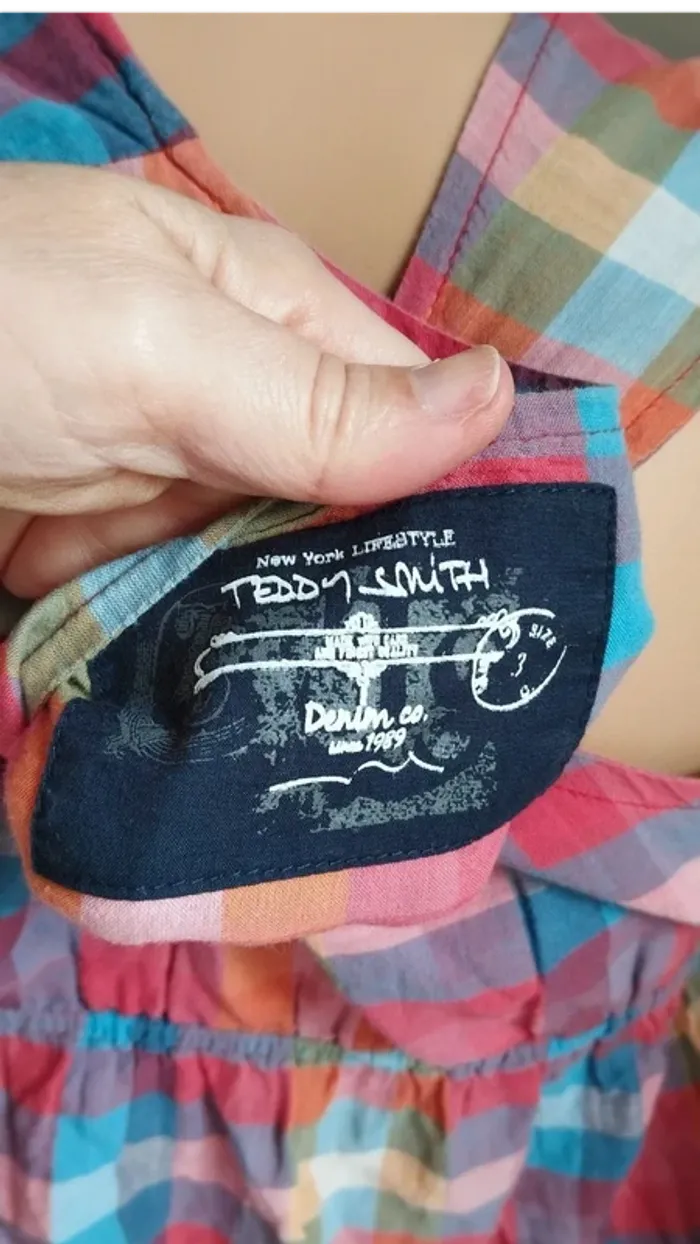 New York LIFESTYLE
TEDDY SMITH
SIZE
3
Denim co.
since 1989